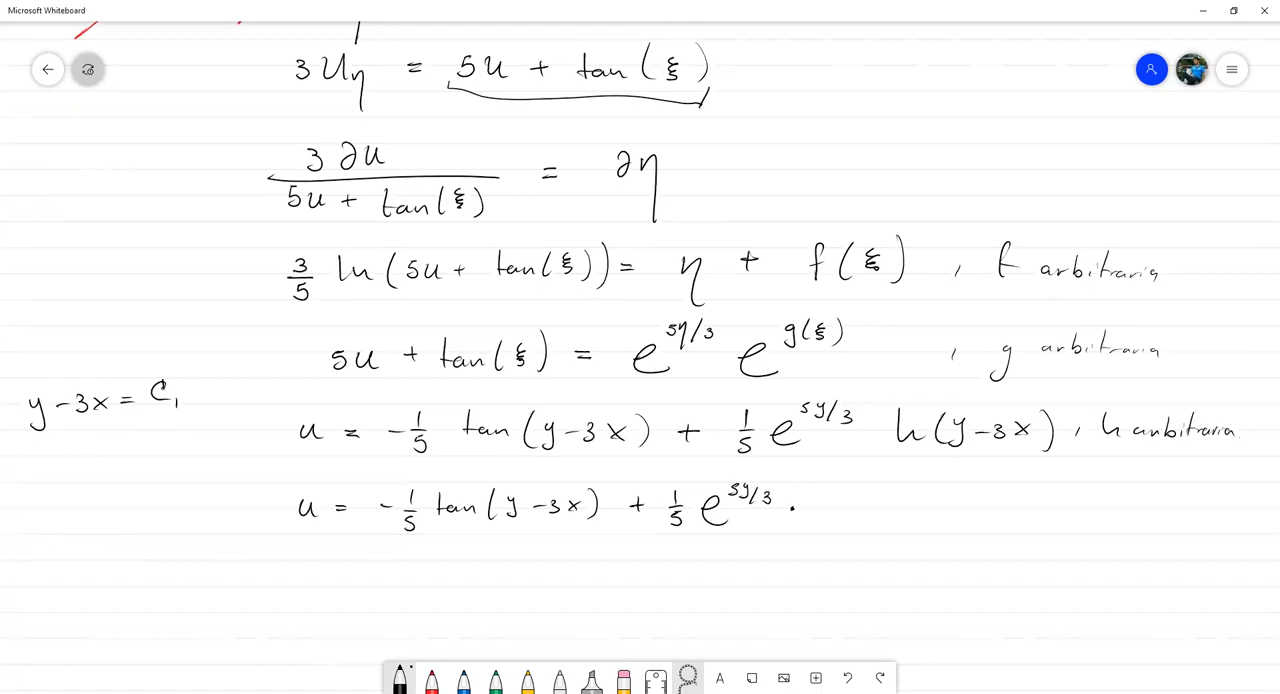 Microsoft Whiteboard
3 Uη = 5u + tan(ξ)
3 ∂u / 5u + tan(ξ) = ∂η
3/5 ln(5u + tan(ξ)) = η + f(ξ) , f arbitraria
5u + tan(ξ) = e^{5η/3} e^{g(ξ)} , g arbitraria
y - 3x = C₁
u = -1/5 tan(y - 3x) + 1/5 e^{5y/3} h(y - 3x) , h arbitraria.
u = -1/5 tan(y - 3x) + 1/5 e^{5y/3} .
A